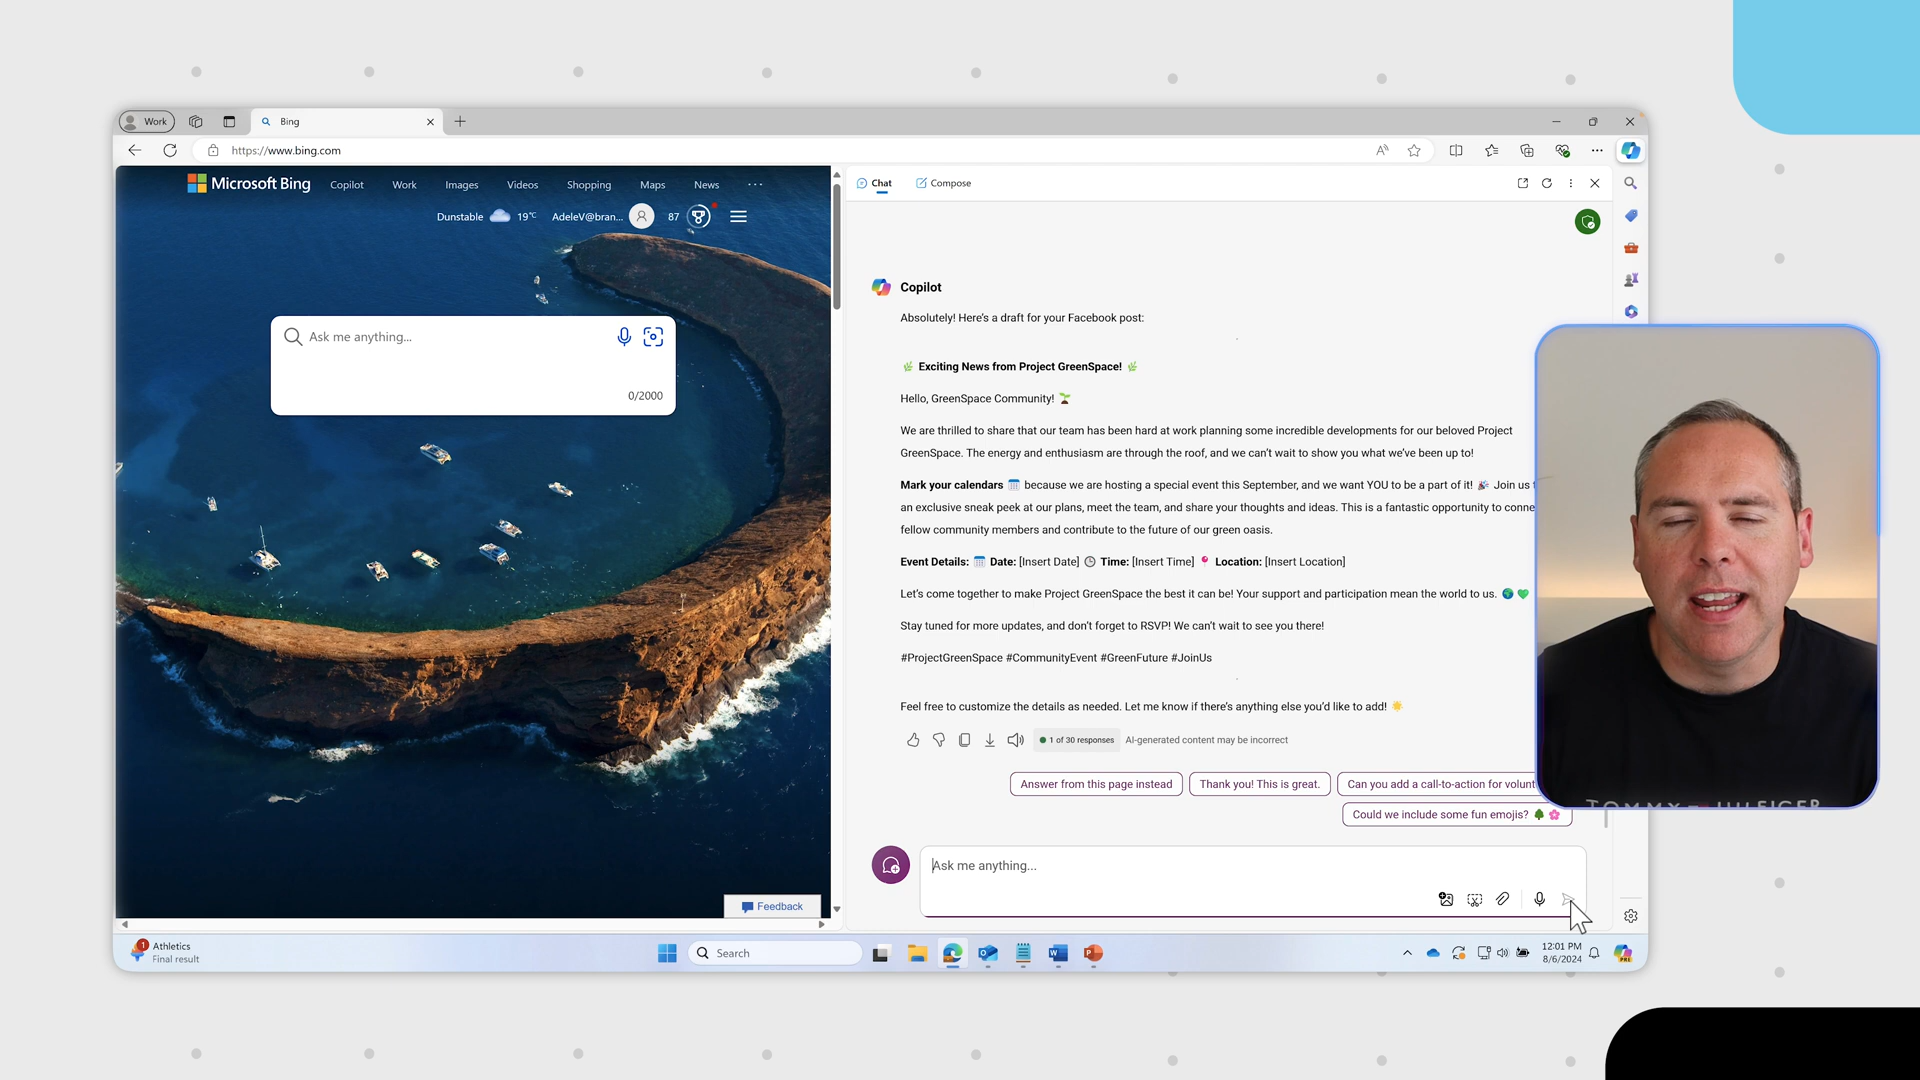 Work
Bing
https://www.bing.com
Microsoft Bing
Copilot
Work
Images
Videos
Shopping
Maps
News
Dunstable
19°C
AdeleV@bran...
87
Ask me anything...
0/2000
Feedback
Chat
Compose
Copilot
Absolutely! Here's a draft for your Facebook post:
Exciting News from Project GreenSpace!
Hello, GreenSpace Community!
We are thrilled to share that our team has been hard at work planning some incredible developments for our beloved Project
GreenSpace. The energy and enthusiasm are through the roof, and we can't wait to show you what we've been up to!
Mark your calendars because we are hosting a special event this September, and we want YOU to be a part of it! Join us
an exclusive sneak peek at our plans, meet the team, and share your thoughts and ideas. This is a fantastic opportunity to conne
fellow community members and contribute to the future of our green oasis.
Event Details: Date: [Insert Date] Time: [Insert Time] Location: [Insert Location]
Let's come together to make Project GreenSpace the best it can be! Your support and participation mean the world to us.
Stay tuned for more updates, and don't forget to RSVP! We can't wait to see you there!
#ProjectGreenSpace #CommunityEvent #GreenFuture #JoinUs
Feel free to customize the details as needed. Let me know if there's anything else you'd like to add!
1 of 30 responses
AI-generated content may be incorrect
Answer from this page instead
Thank you! This is great.
Can you add a call-to-action for volunt
Could we include some fun emojis?
Ask me anything...
1
Athletics
Final result
Search
12:01 PM
8/6/2024
PRE